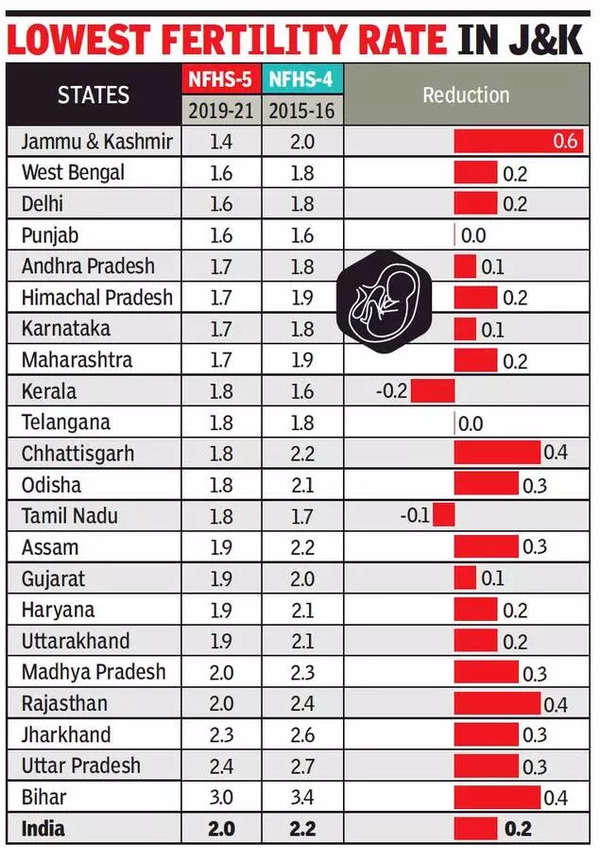 LOWEST FERTILITY RATE IN J&K
STATES NFHS-5 NFHS-4 Reduction
2019-21 2015-16
Jammu & Kashmir 1.4 2.0 0.6
West Bengal 1.6 1.8 0.2
Delhi 1.6 1.8 0.2
Punjab 1.6 1.6 0.0
Andhra Pradesh 1.7 1.8 0.1
Himachal Pradesh 1.7 1.9 0.2
Karnataka 1.7 1.8 0.1
Maharashtra 1.7 1.9 0.2
Kerala 1.8 1.6 -0.2
Telangana 1.8 1.8 0.0
Chhattisgarh 1.8 2.2 0.4
Odisha 1.8 2.1 0.3
Tamil Nadu 1.8 1.7 -0.1
Assam 1.9 2.2 0.3
Gujarat 1.9 2.0 0.1
Haryana 1.9 2.1 0.2
Uttarakhand 1.9 2.1 0.2
Madhya Pradesh 2.0 2.3 0.3
Rajasthan 2.0 2.4 0.4
Jharkhand 2.3 2.6 0.3
Uttar Pradesh 2.4 2.7 0.3
Bihar 3.0 3.4 0.4
India 2.0 2.2 0.2